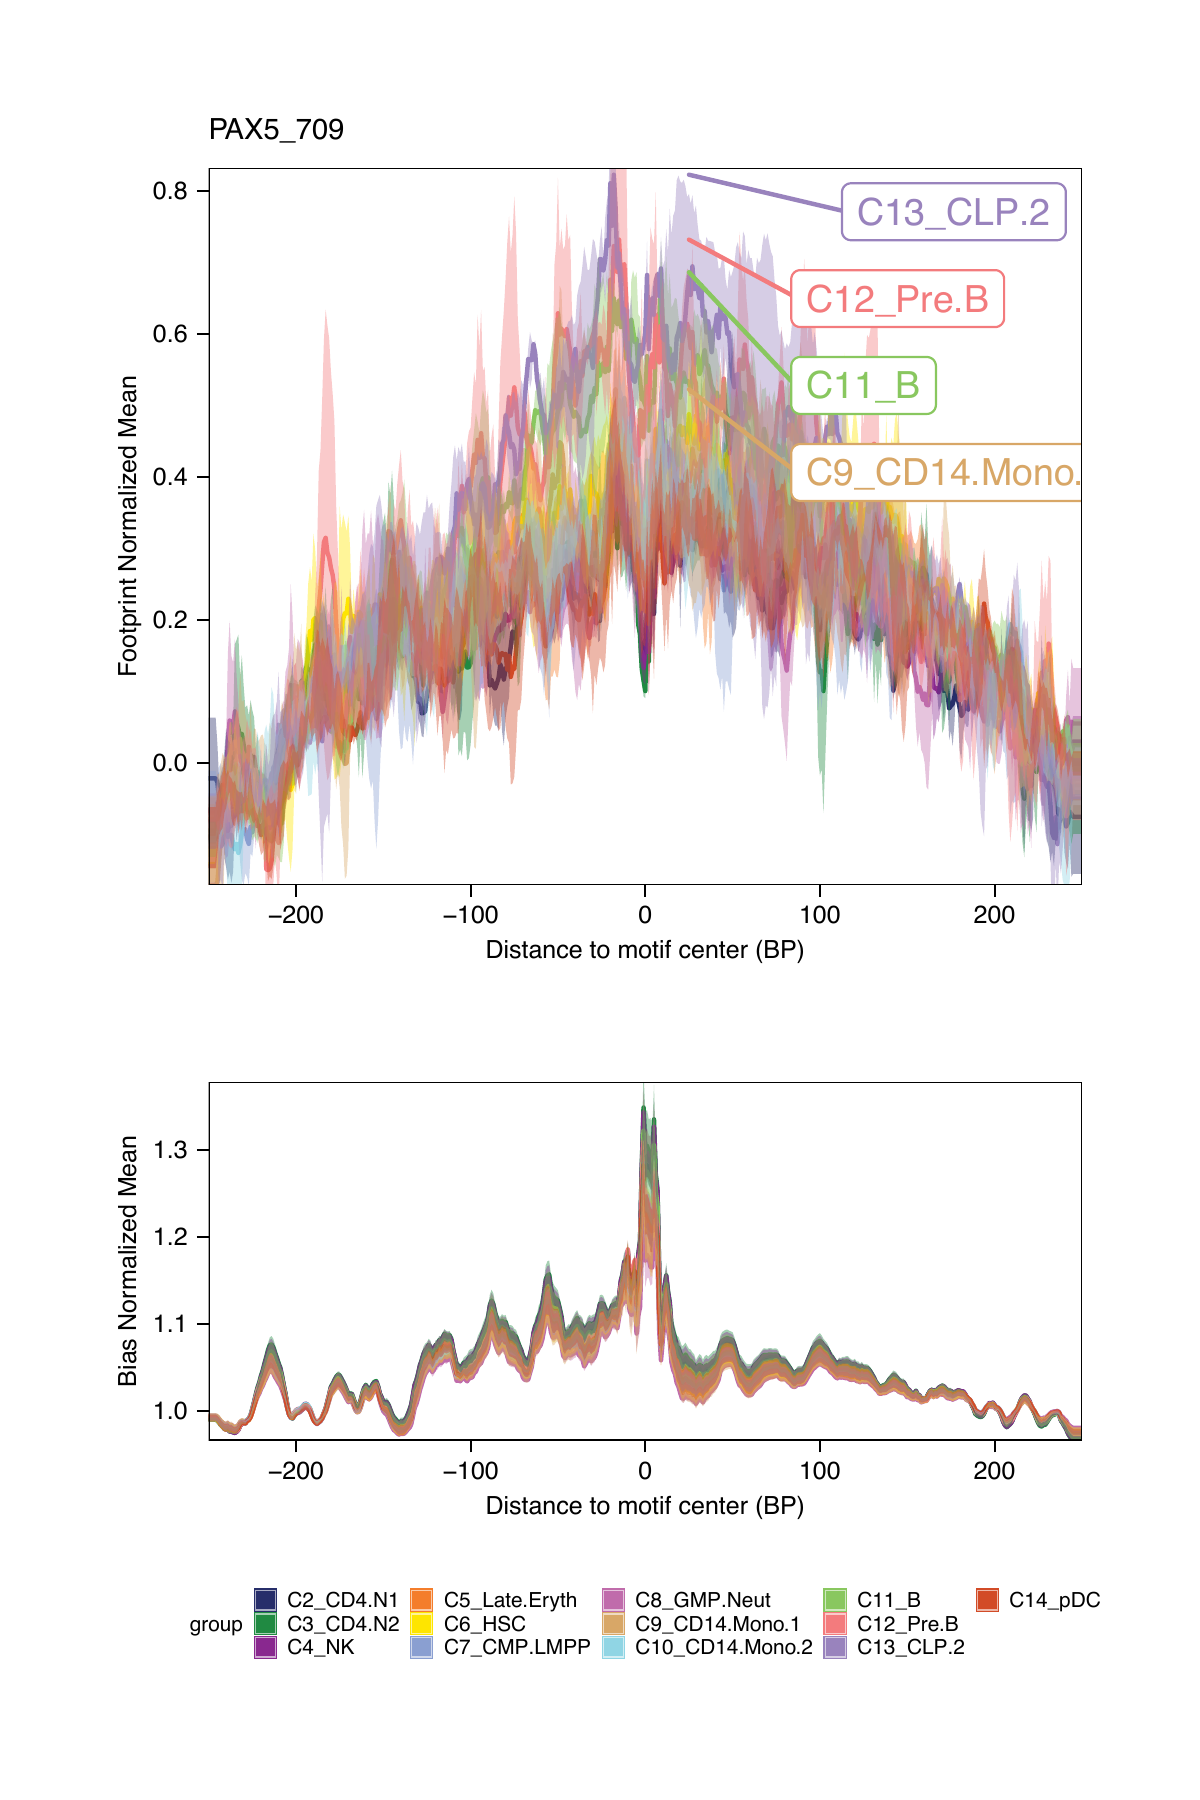 PAX5_709
0.8
0.6
0.4
0.2
0.0
Footprint Normalized Mean
C13_CLP.2
C12_Pre.B
C11_B
C9_CD14.Mono.
−200 −100 0 100 200
Distance to motif center (BP)
1.3
1.2
1.1
1.0
Bias Normalized Mean
−200 −100 0 100 200
Distance to motif center (BP)
group
C2_CD4.N1 C5_Late.Eryth C8_GMP.Neut C11_B C14_pDC
C3_CD4.N2 C6_HSC C9_CD14.Mono.1 C12_Pre.B
C4_NK C7_CMP.LMPP C10_CD14.Mono.2 C13_CLP.2